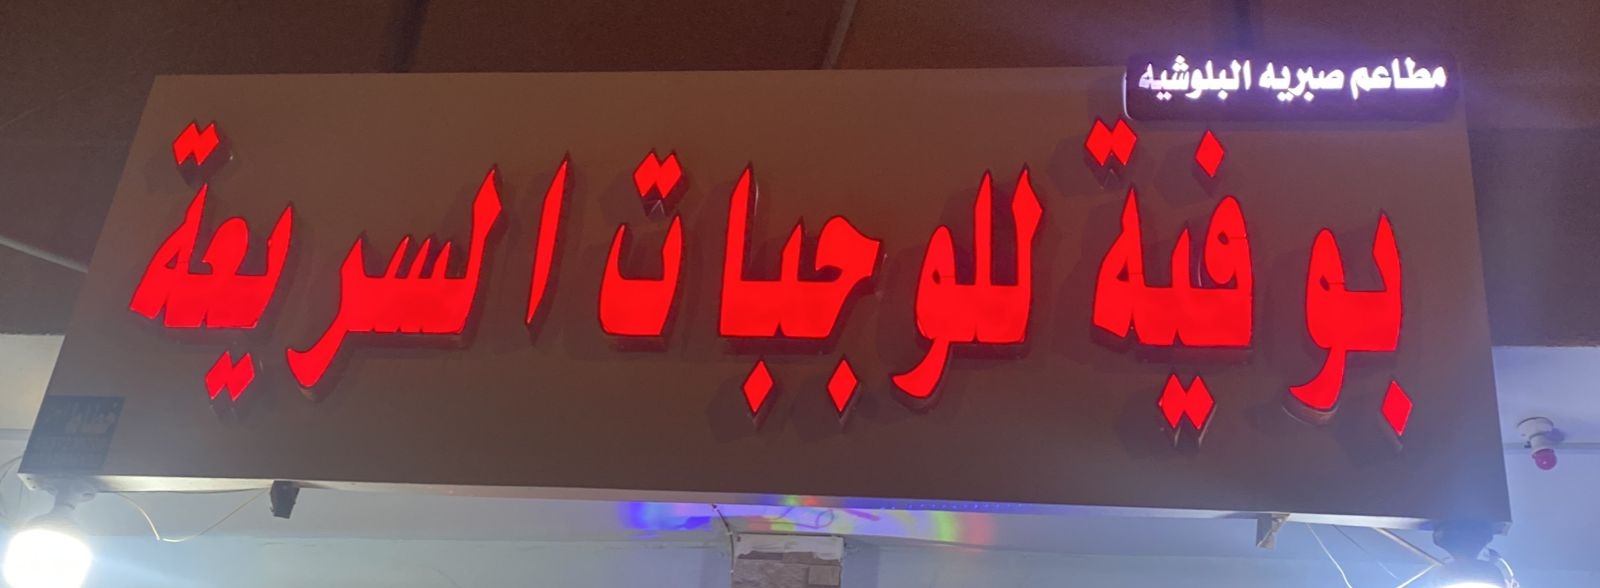 مطاعم صبريه البلوشيه
بوفية للوجبات السريعة